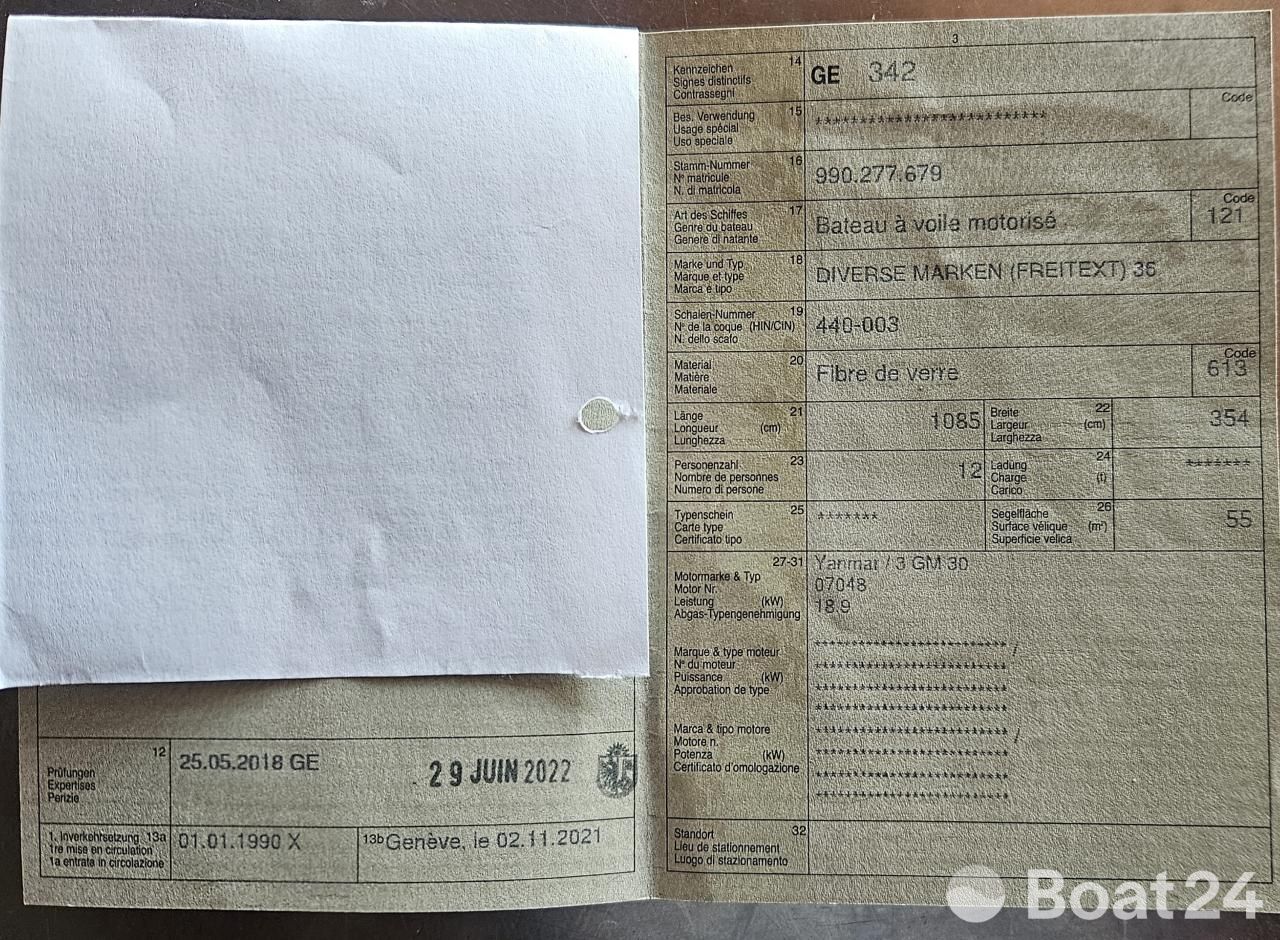 12
Prüfungen
Expertises
Perizie
25.05.2018 GE
29 JUIN 2022
1. Inverkehrsetzung 13a
1re mise en circulation
1a entrata in circolazione
01.01.1990 X
13b Genève, le 02.11.2021
3
Kennzeichen 14
Signes distinctifs
Contrassegni
GE 342
Bes. Verwendung 15
Usage spécial
Uso speciale
**************************
Code
Stamm-Nummer 16
N° matricule
N. di matricola
990.277.679
Art des Schiffes 17
Genre du bateau
Genere di natante
Bateau à voile motorisé
Code
121
Marke und Typ 18
Marque et type
Marca e tipo
DIVERSE MARKEN (FREITEXT) 35
Schalen-Nummer 19
N° de la coque (HIN/CIN)
N. dello scafo
440-003
Material 20
Matière
Materiale
Fibre de verre
Code
613
Länge 21
Longueur (cm)
Lunghezza
1085
Breite 22
Largeur (cm)
Larghezza
354
Personenzahl 23
Nombre de personnes
Numero di persone
12
Ladung 24
Charge (t)
Carico
*******
Typenschein 25
Carte type
Certificato tipo
*******
Segelfläche 26
Surface vélique (m²)
Superficie velica
55
27-31
Motormarke & Typ
Motor Nr.
Leistung (kW)
Abgas-Typengenehmigung
Yanmar / 3 GM 30
07048
18.9
Marque & type moteur
N° du moteur
Puissance (kW)
Approbation de type
********************** /
**********************
**********************
**********************
Marca & tipo motore
Motore n.
Potenza (kW)
Certificato d'omologazione
********************** /
**********************
**********************
**********************
Standort 32
Lieu de stationnement
Luogo di stazionamento
Boat24